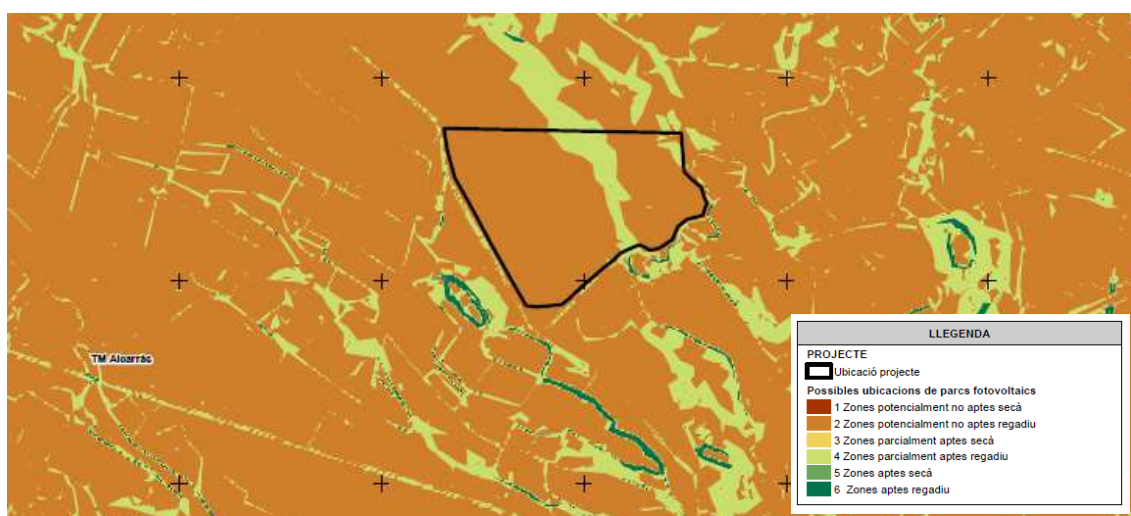 TM Alcarràs
LLEGENDA
PROJECTE
Ubicació projecte
Possibles ubicacions de parcs fotovoltaics
1 Zones potencialment no aptes secà
2 Zones potencialment no aptes regadiu
3 Zones parcialment aptes secà
4 Zones parcialment aptes regadiu
5 Zones aptes secà
6 Zones aptes regadiu